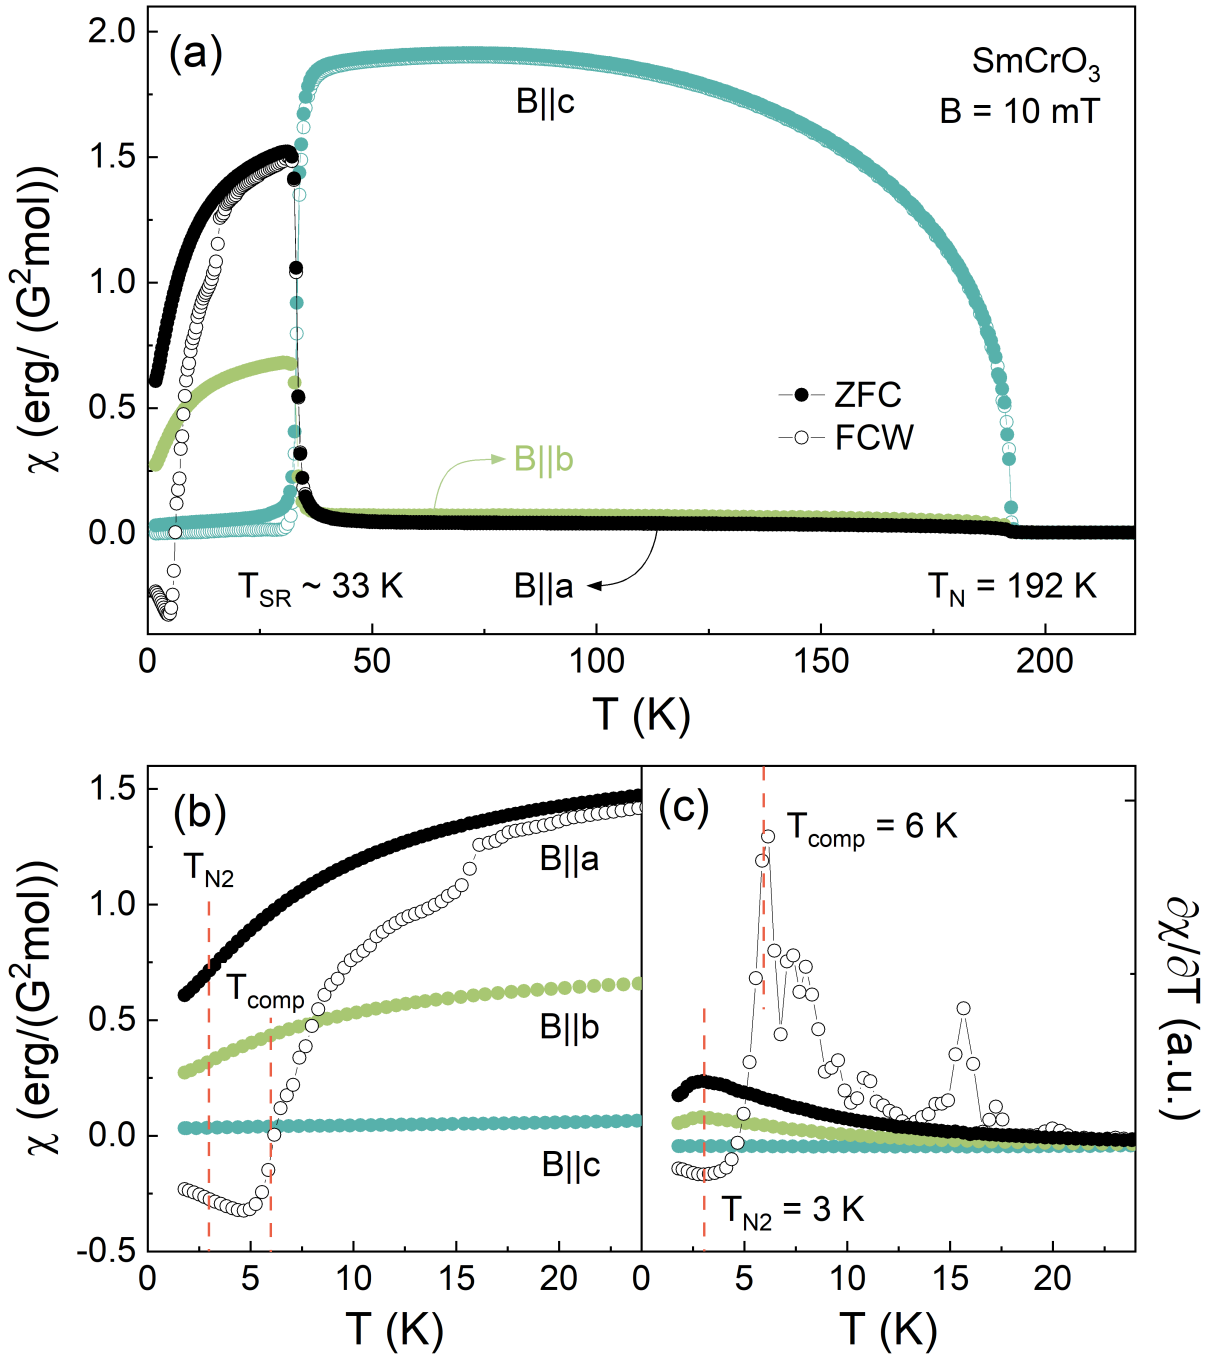 (a)
SmCrO3
B = 10 mT
B||c
ZFC
FCW
B||b
B||a
TSR ~ 33 K
TN = 192 K
2.0
1.5
1.0
0.5
0.0
χ (erg/ (G²mol))
0 50 100 150 200
T (K)
(b)
TN2
Tcomp
B||a
B||b
B||c
1.5
1.0
0.5
0.0
-0.5
χ (erg/(G²mol))
0 5 10 15 20
T (K)
(c)
Tcomp = 6 K
TN2 = 3 K
0 5 10 15 20
T (K)
∂χ/∂T (a.u.)